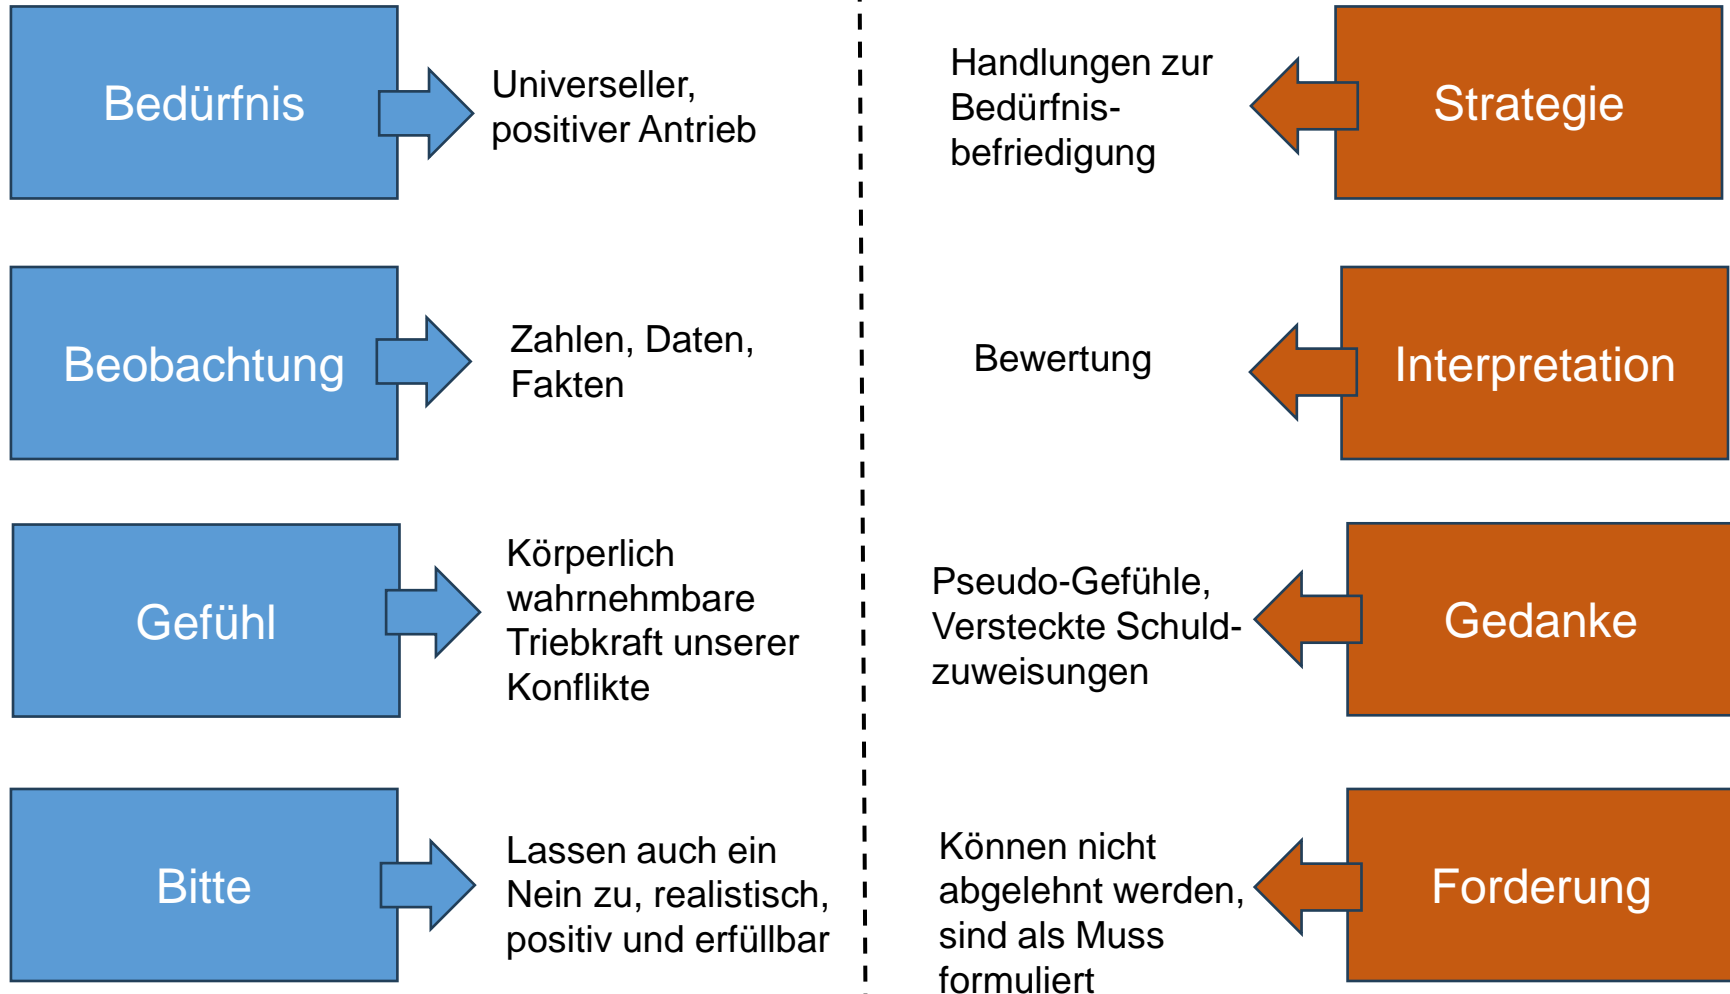 Bedürfnis
Universeller,
positiver Antrieb
Handlungen zur
Bedürfnis-
befriedigung
Strategie
Beobachtung
Zahlen, Daten,
Fakten
Bewertung
Interpretation
Gefühl
Körperlich
wahrnehmbare
Triebkraft unserer
Konflikte
Pseudo-Gefühle,
Versteckte Schuld-
zuweisungen
Gedanke
Bitte
Lassen auch ein
Nein zu, realistisch,
positiv und erfüllbar
Können nicht
abgelehnt werden,
sind als Muss
formuliert
Forderung